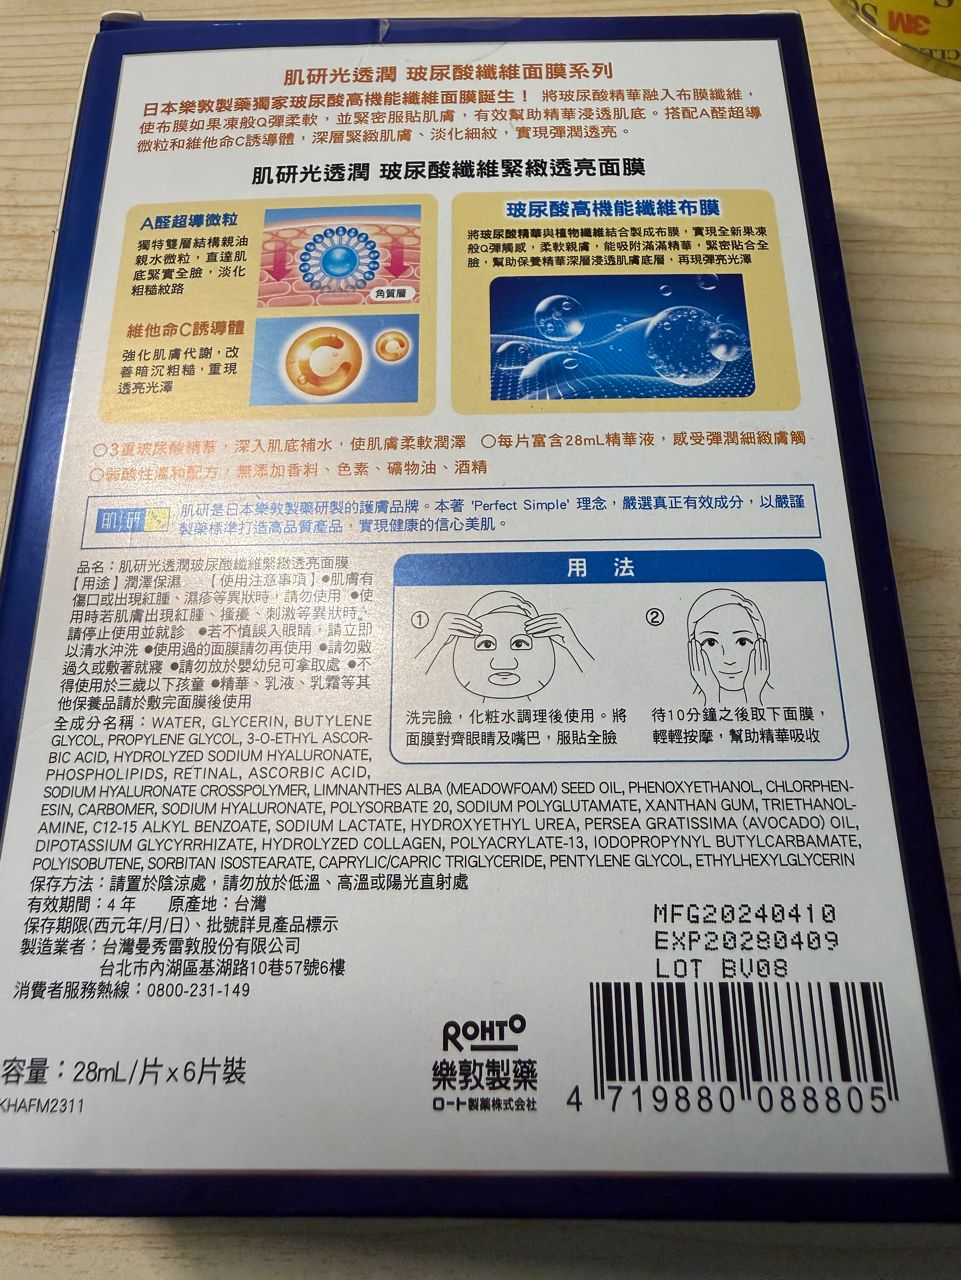 3M
肌研光透潤 玻尿酸纖維面膜系列
日本樂敦製藥獨家玻尿酸高機能纖維面膜誕生！ 將玻尿酸精華融入布膜纖維，
使布膜如果凍般Q彈柔軟，並緊密服貼肌膚，有效幫助精華浸透肌底。搭配A醛超導
微粒和維他命C誘導體，深層緊緻肌膚、淡化細紋，實現彈潤透亮。
肌研光透潤 玻尿酸纖維緊緻透亮面膜
A醛超導微粒
獨特雙層結構親油
親水微粒，直達肌
底緊實全臉，淡化
粗糙紋路
角質層
維他命C誘導體
強化肌膚代謝，改
善暗沉粗糙，重現
透亮光澤
C
C
玻尿酸高機能纖維布膜
將玻尿酸精華與植物纖維結合製成布膜，實現全新果凍
般Q彈觸感，柔軟親膚，能吸附滿滿精華，緊密貼合全
臉，幫助保養精華深層浸透肌膚底層，再現彈亮光澤
○3重玻尿酸精華，深入肌底補水，使肌膚柔軟潤澤 ○每片富含28mL精華液，感受彈潤細緻膚觸
○弱酸性溫和配方，無添加香料、色素、礦物油、酒精
肌研
肌研是日本樂敦製藥研製的護膚品牌。本著 'Perfect Simple' 理念，嚴選真正有效成分，以嚴謹
製藥標準打造高品質產品，實現健康的信心美肌。
品名：肌研光透潤玻尿酸纖維緊緻透亮面膜
【用途】潤澤保濕 【使用注意事項】●肌膚有
傷口或出現紅腫、濕疹等異狀時，請勿使用 ●使
用時若肌膚出現紅腫、搔癢、刺激等異狀時，
請停止使用並就診 ●若不慎誤入眼睛，請立即
以清水沖洗 ●使用過的面膜請勿再使用 ●請勿敷
過久或敷著就寢 ●請勿放於嬰幼兒可拿取處 ●不
得使用於三歲以下孩童 ●精華、乳液、乳霜等其
他保養品請於敷完面膜後使用
全成分名稱：WATER, GLYCERIN, BUTYLENE
GLYCOL, PROPYLENE GLYCOL, 3-O-ETHYL ASCOR-
BIC ACID, HYDROLYZED SODIUM HYALURONATE,
PHOSPHOLIPIDS, RETINAL, ASCORBIC ACID,
SODIUM HYALURONATE CROSSPOLYMER, LIMNANTHES ALBA (MEADOWFOAM) SEED OIL, PHENOXYETHANOL, CHLORPHEN-
ESIN, CARBOMER, SODIUM HYALURONATE, POLYSORBATE 20, SODIUM POLYGLUTAMATE, XANTHAN GUM, TRIETHANOL-
AMINE, C12-15 ALKYL BENZOATE, SODIUM LACTATE, HYDROXYETHYL UREA, PERSEA GRATISSIMA (AVOCADO) OIL,
DIPOTASSIUM GLYCYRRHIZATE, HYDROLYZED COLLAGEN, POLYACRYLATE-13, IODOPROPYNYL BUTYLCARBAMATE,
POLYISOBUTENE, SORBITAN ISOSTEARATE, CAPRYLIC/CAPRIC TRIGLYCERIDE, PENTYLENE GLYCOL, ETHYLHEXYLGLYCERIN
用 法
①
洗完臉，化粧水調理後使用。將
面膜對齊眼睛及嘴巴，服貼全臉
②
待10分鐘之後取下面膜，
輕輕按摩，幫助精華吸收
保存方法：請置於陰涼處，請勿放於低溫、高溫或陽光直射處
有效期間：4 年 原產地：台灣
保存期限(西元年/月/日)、批號詳見產品標示
製造業者：台灣曼秀雷敦股份有限公司
台北市內湖區基湖路10巷57號6樓
消費者服務熱線：0800-231-149
MFG20240410
EXP20280409
LOT BV08
容量：28mL/片x6片裝
KHAFM2311
ROHTO
樂敦製藥
ロート製薬株式会社
4 719880 088805